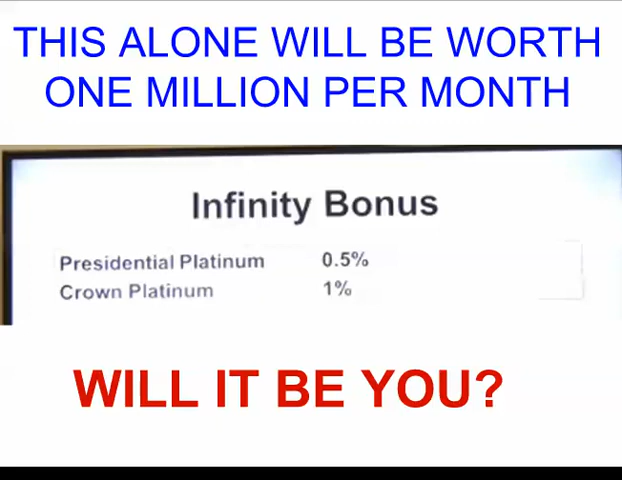 THIS ALONE WILL BE WORTH
ONE MILLION PER MONTH
Infinity Bonus
Presidential Platinum 0.5%
Crown Platinum 1%
WILL IT BE YOU?